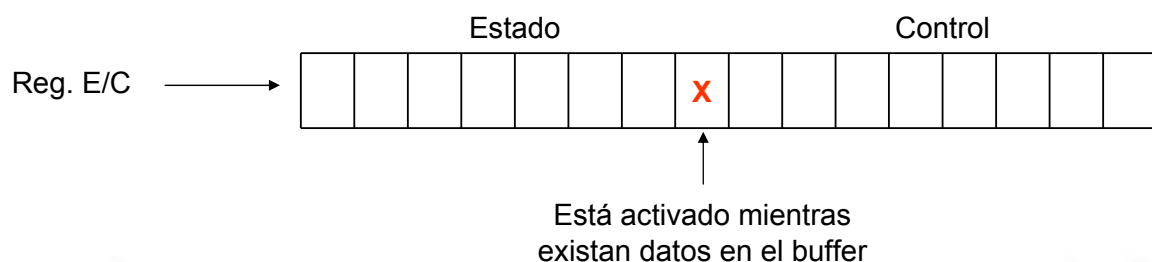 Estado
Control
Reg. E/C
X
Está activado mientras
existan datos en el buffer